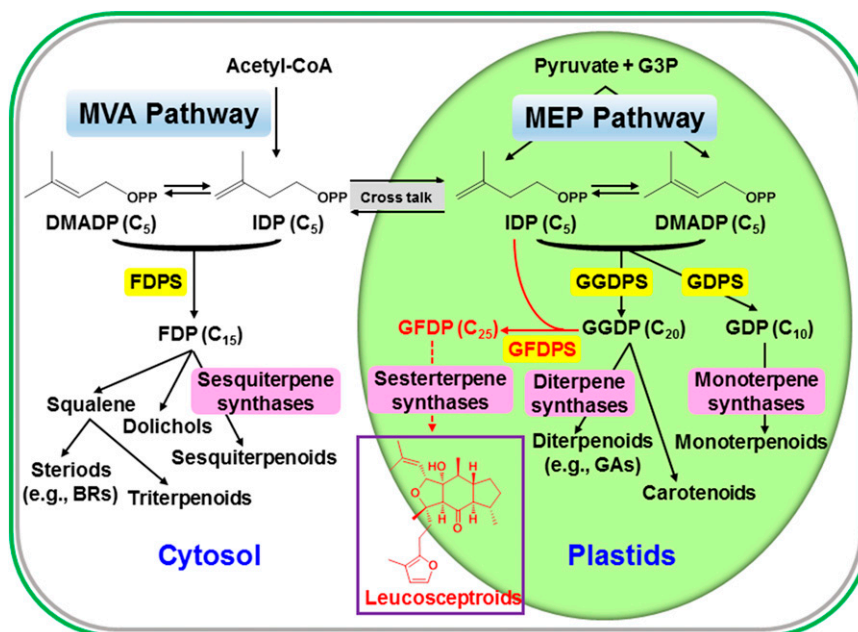 Acetyl-CoA
Pyruvate + G3P
MVA Pathway
MEP Pathway
OPP
OPP
OPP
OPP
Cross talk
DMADP (C5)
IDP (C5)
IDP (C5)
DMADP (C5)
FDPS
GGDPS
GDPS
FDP (C15)
GFDP (C25)
GFDPS
GGDP (C20)
GDP (C10)
Sesquiterpene
synthases
Sesterterpene
synthases
Diterpene
synthases
Monoterpene
synthases
Squalene
Dolichols
Sesquiterpenoids
Steriods
(e.g., BRs)
Triterpenoids
Diterpenoids
(e.g., GAs)
Monoterpenoids
Carotenoids
HO
H
O
H
H
O
O
Leucosceptroids
Cytosol
Plastids